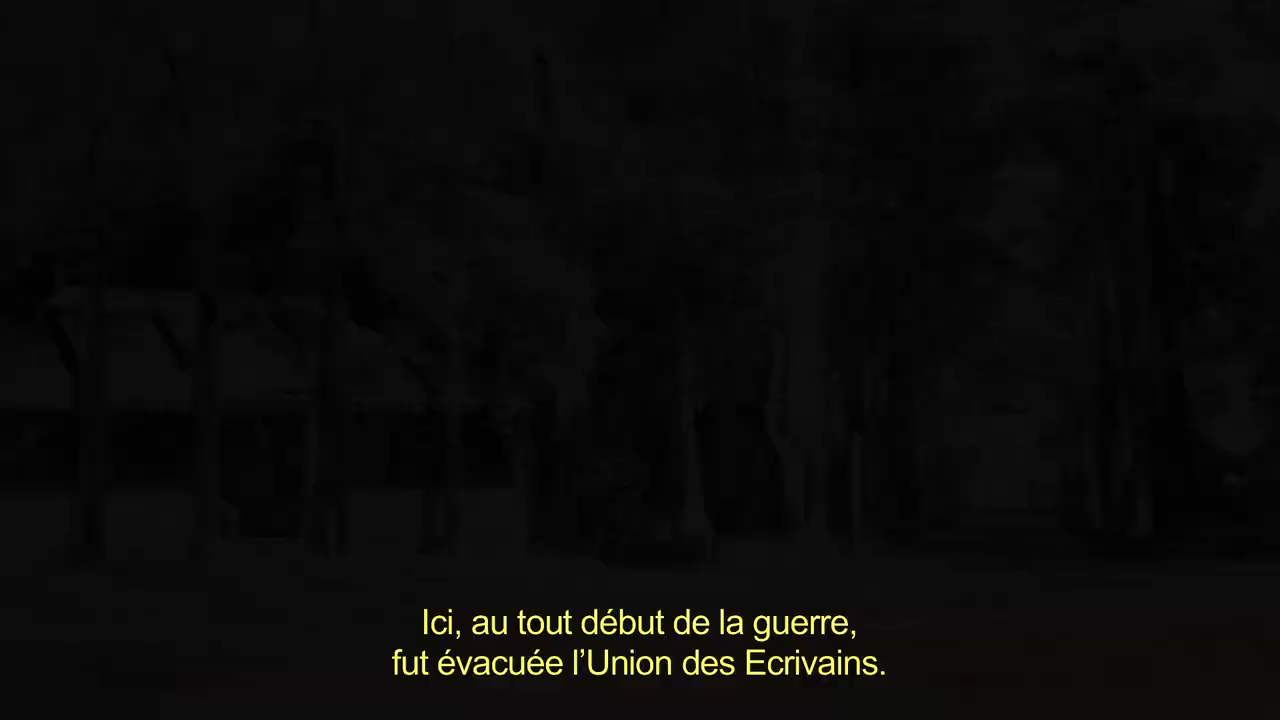 Ici, au tout début de la guerre,
fut évacuée l’Union des Ecrivains.